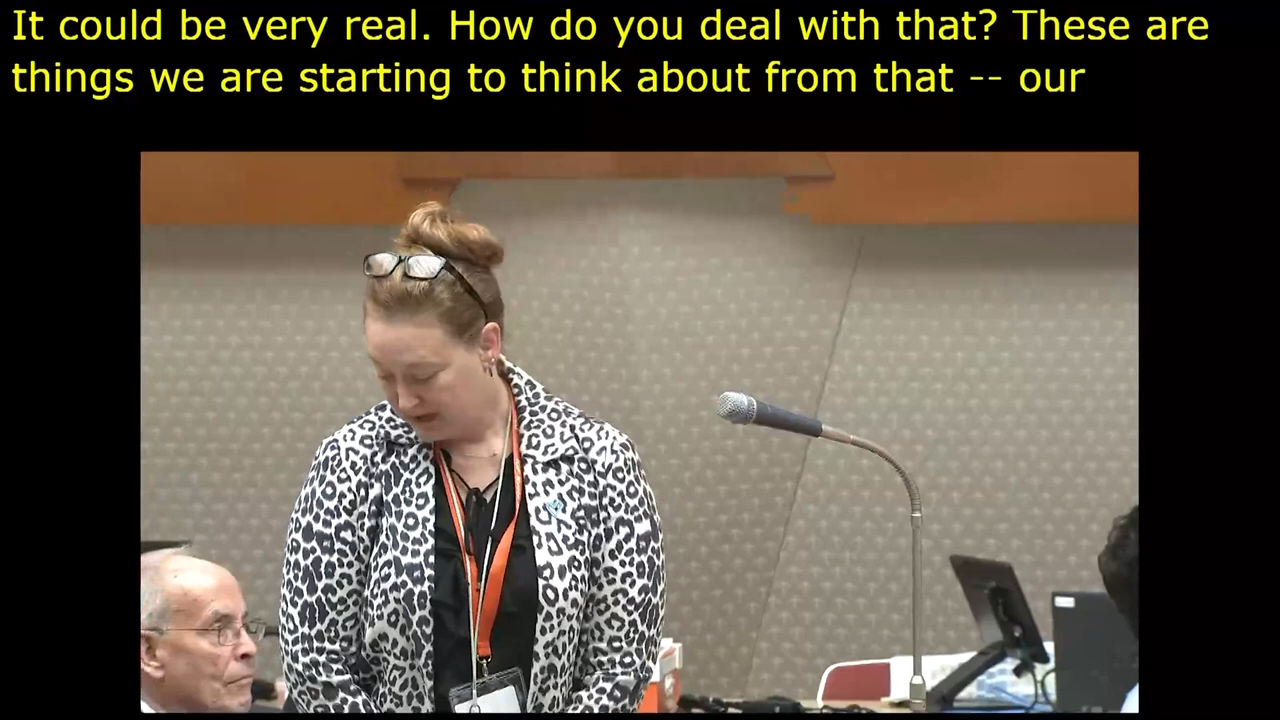 It could be very real. How do you deal with that? These are
things we are starting to think about from that -- our